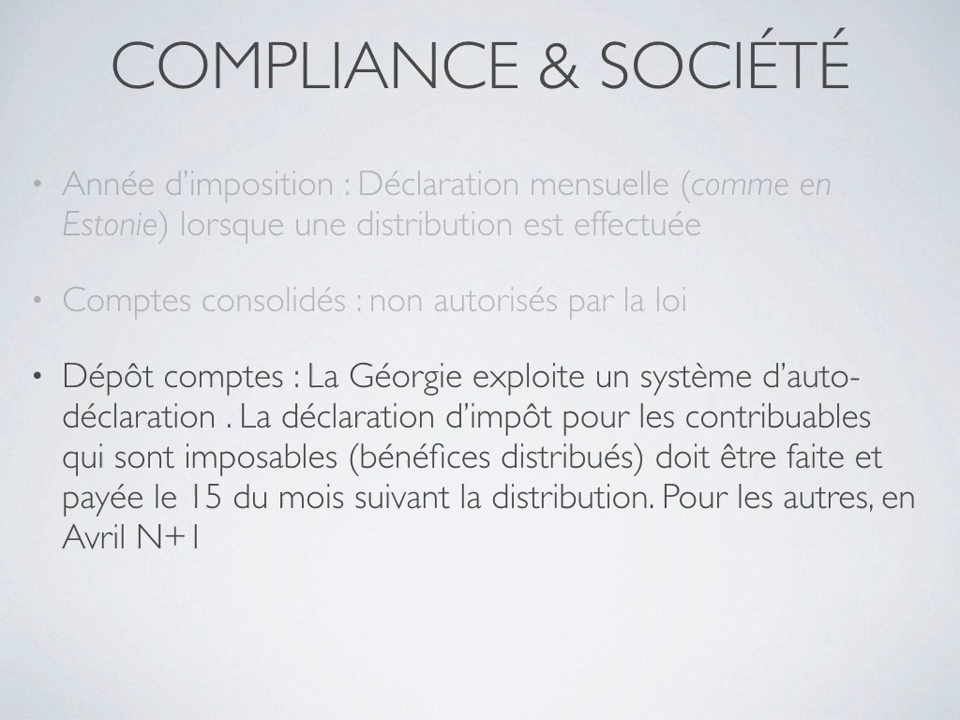 COMPLIANCE & SOCIÉTÉ
• Année d’imposition : Déclaration mensuelle (comme en
Estonie) lorsque une distribution est effectuée
• Comptes consolidés : non autorisés par la loi
• Dépôt comptes : La Géorgie exploite un système d’auto-
déclaration . La déclaration d’impôt pour les contribuables
qui sont imposables (bénéfices distribués) doit être faite et
payée le 15 du mois suivant la distribution. Pour les autres, en
Avril N+1